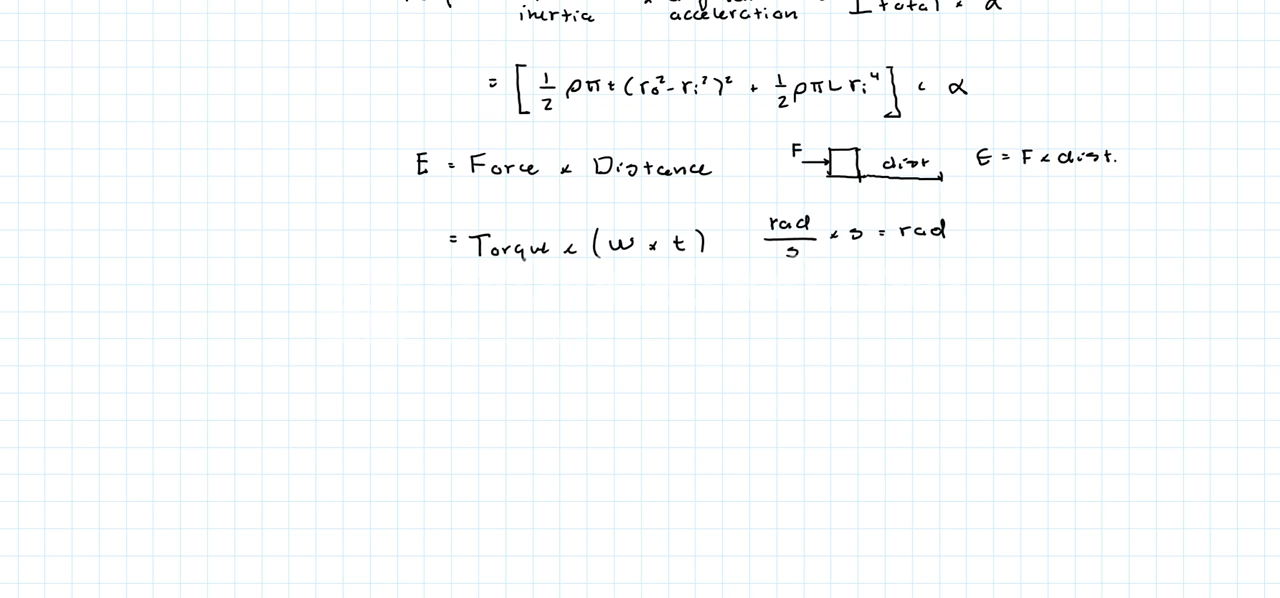 inertia acceleration I total × α
= [ 1/2 ρπt (ro² - ri²)² + 1/2 ρπL ri⁴ ] × α
E = Force × Distance F dist E = F × dist.
= Torque × (w × t) rad/s × s = rad